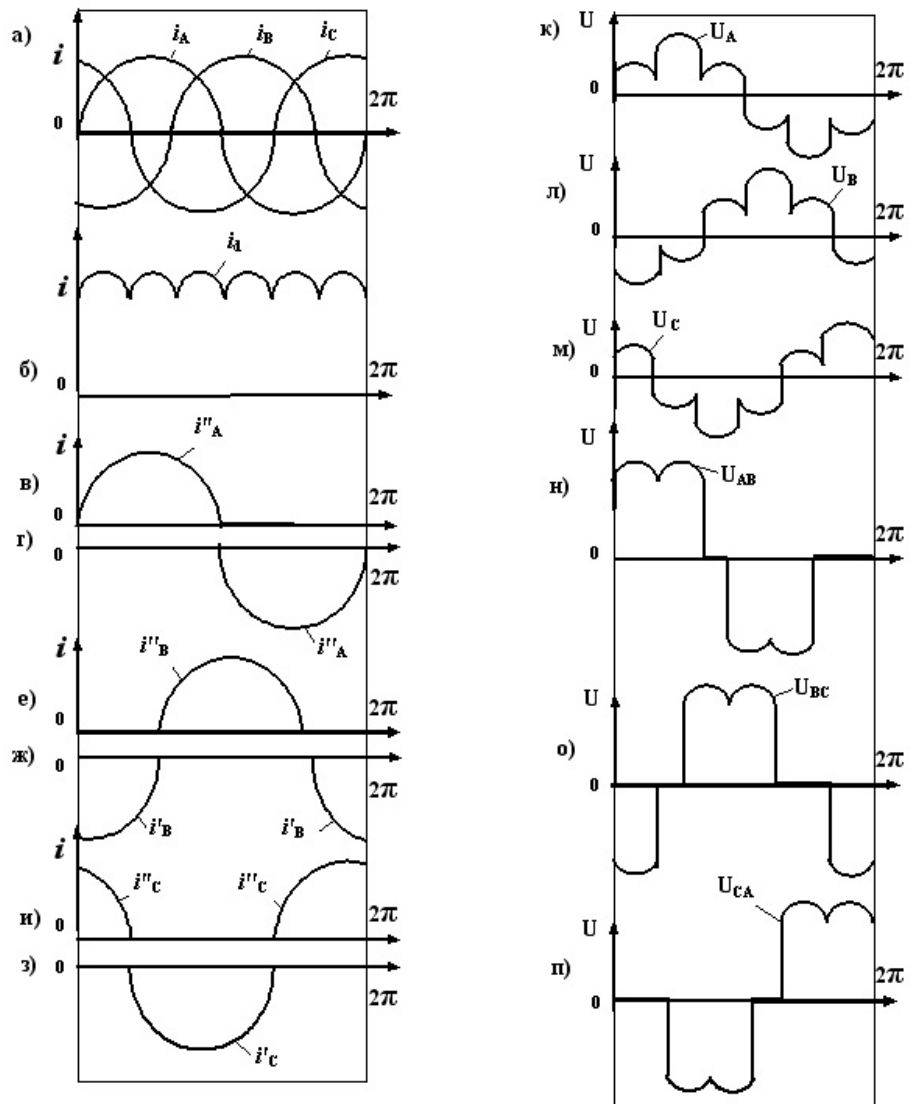 а) i i_A i_B i_C 2π 0
б) i i_d 2π 0
в) i i''_A 2π 0
г) 0 2π i''_A
е) i i''_B 2π 0
ж) 0 2π i'_B i'_B
и) i i''_C i''_C 0
з) 0 2π i'_C
к) U U_A 2π 0
л) U U_B 2π 0
м) U U_C 2π 0
н) U U_AB 2π 0
о) U U_BC 2π 0
п) U U_CA 2π 0